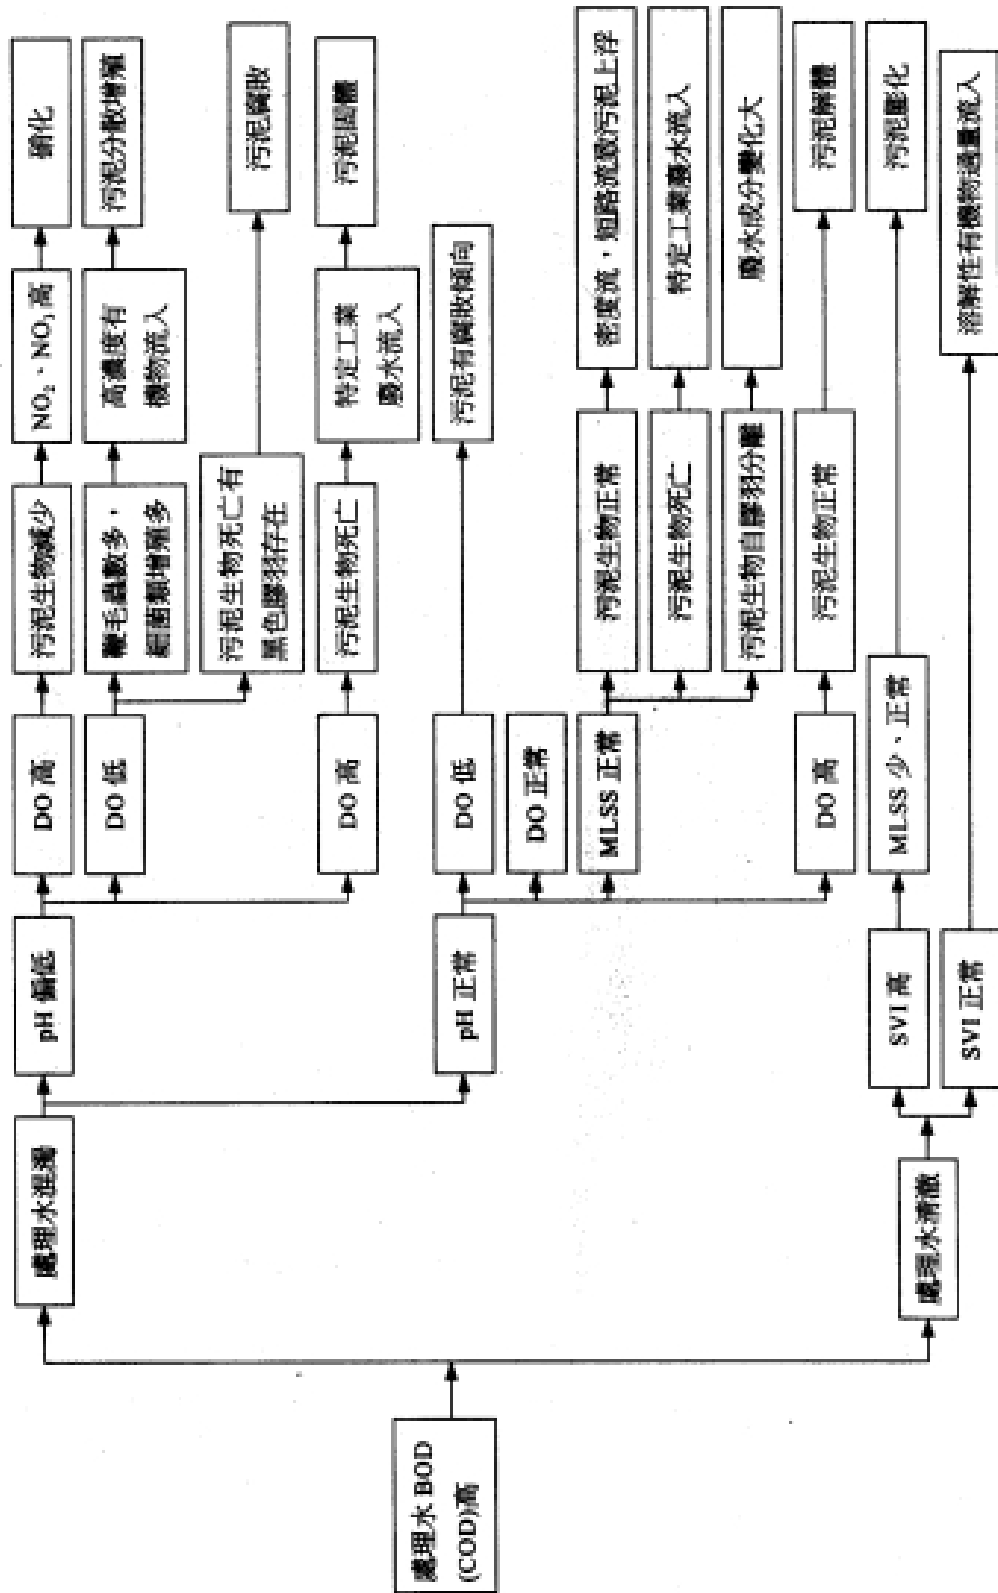 處理水 BOD
(COD)高
處理水混濁
pH 偏低
DO 高
污泥生物減少
NO₂、NO₃ 高
硝化
DO 低
鞭毛蟲數多，
細菌類增殖多
高濃度有
機物流入
污泥分散增殖
污泥生物死亡有
黑色膠羽存在
污泥腐敗
DO 高
污泥生物死亡
特定工業
廢水流入
污泥固體
pH 正常
DO 低
污泥有腐敗傾向
DO 正常
MLSS 正常
污泥生物正常
密度流，短路流致污泥上浮
污泥生物死亡
特定工業廢水流入
污泥生物自膠羽分離
廢水成分變化大
DO 高
污泥生物正常
污泥解體
處理水清澈
SVI 高
MLSS 少、正常
污泥膨化
SVI 正常
溶解性有機物過量流入